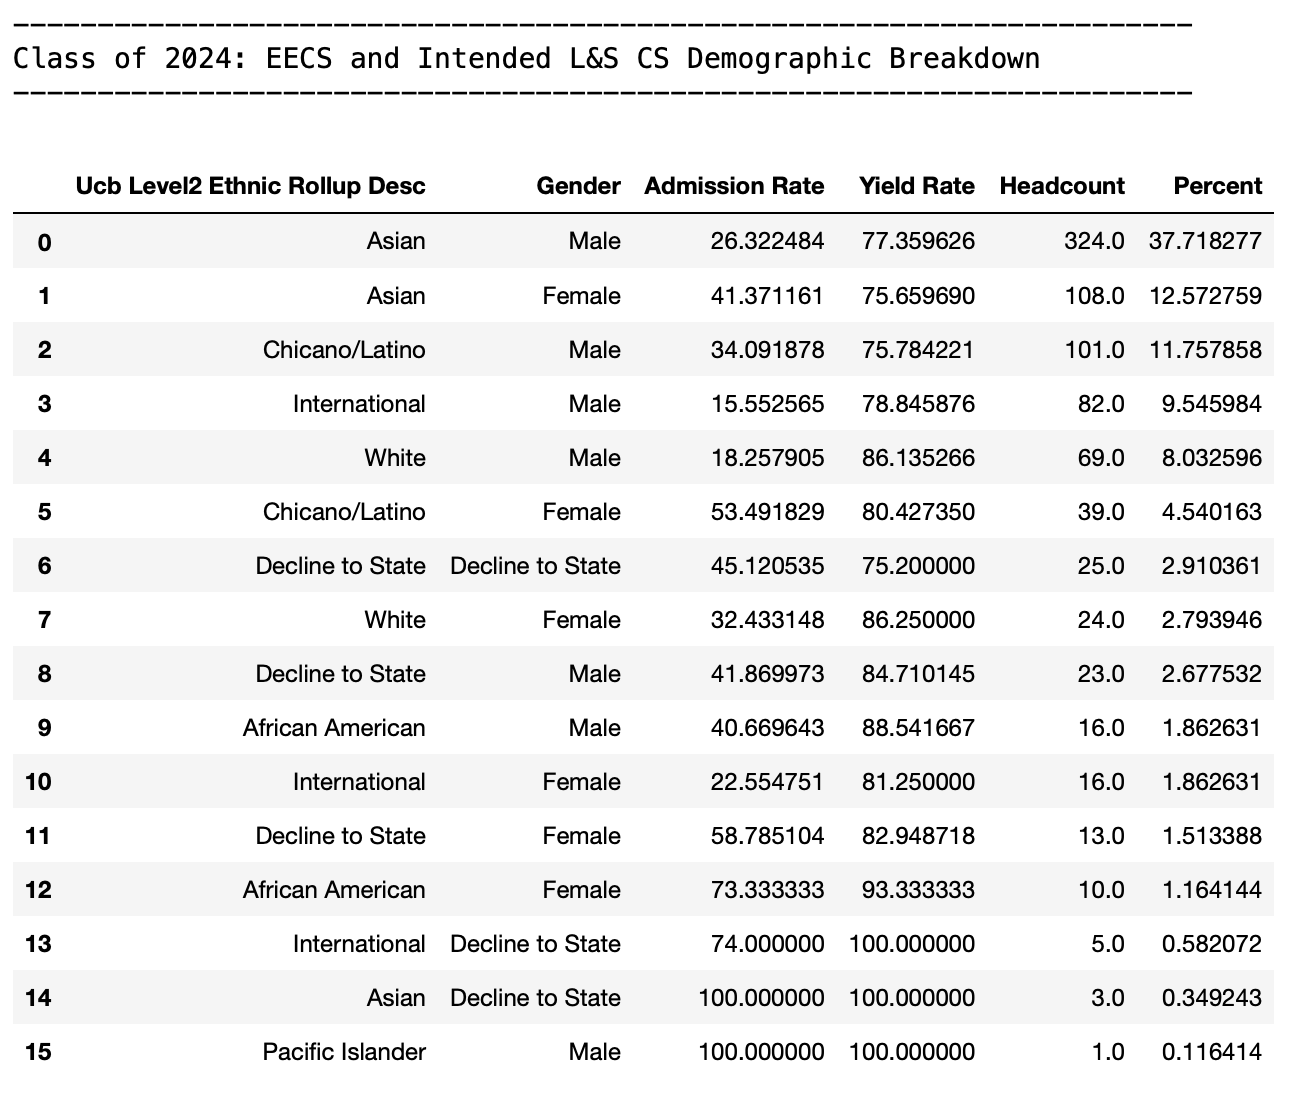 ----------------------------------------------------------------------
Class of 2024: EECS and Intended L&S CS Demographic Breakdown
----------------------------------------------------------------------
Ucb Level2 Ethnic Rollup Desc Gender Admission Rate Yield Rate Headcount Percent
0 Asian Male 26.322484 77.359626 324.0 37.718277
1 Asian Female 41.371161 75.659690 108.0 12.572759
2 Chicano/Latino Male 34.091878 75.784221 101.0 11.757858
3 International Male 15.552565 78.845876 82.0 9.545984
4 White Male 18.257905 86.135266 69.0 8.032596
5 Chicano/Latino Female 53.491829 80.427350 39.0 4.540163
6 Decline to State Decline to State 45.120535 75.200000 25.0 2.910361
7 White Female 32.433148 86.250000 24.0 2.793946
8 Decline to State Male 41.869973 84.710145 23.0 2.677532
9 African American Male 40.669643 88.541667 16.0 1.862631
10 International Female 22.554751 81.250000 16.0 1.862631
11 Decline to State Female 58.785104 82.948718 13.0 1.513388
12 African American Female 73.333333 93.333333 10.0 1.164144
13 International Decline to State 74.000000 100.000000 5.0 0.582072
14 Asian Decline to State 100.000000 100.000000 3.0 0.349243
15 Pacific Islander Male 100.000000 100.000000 1.0 0.116414